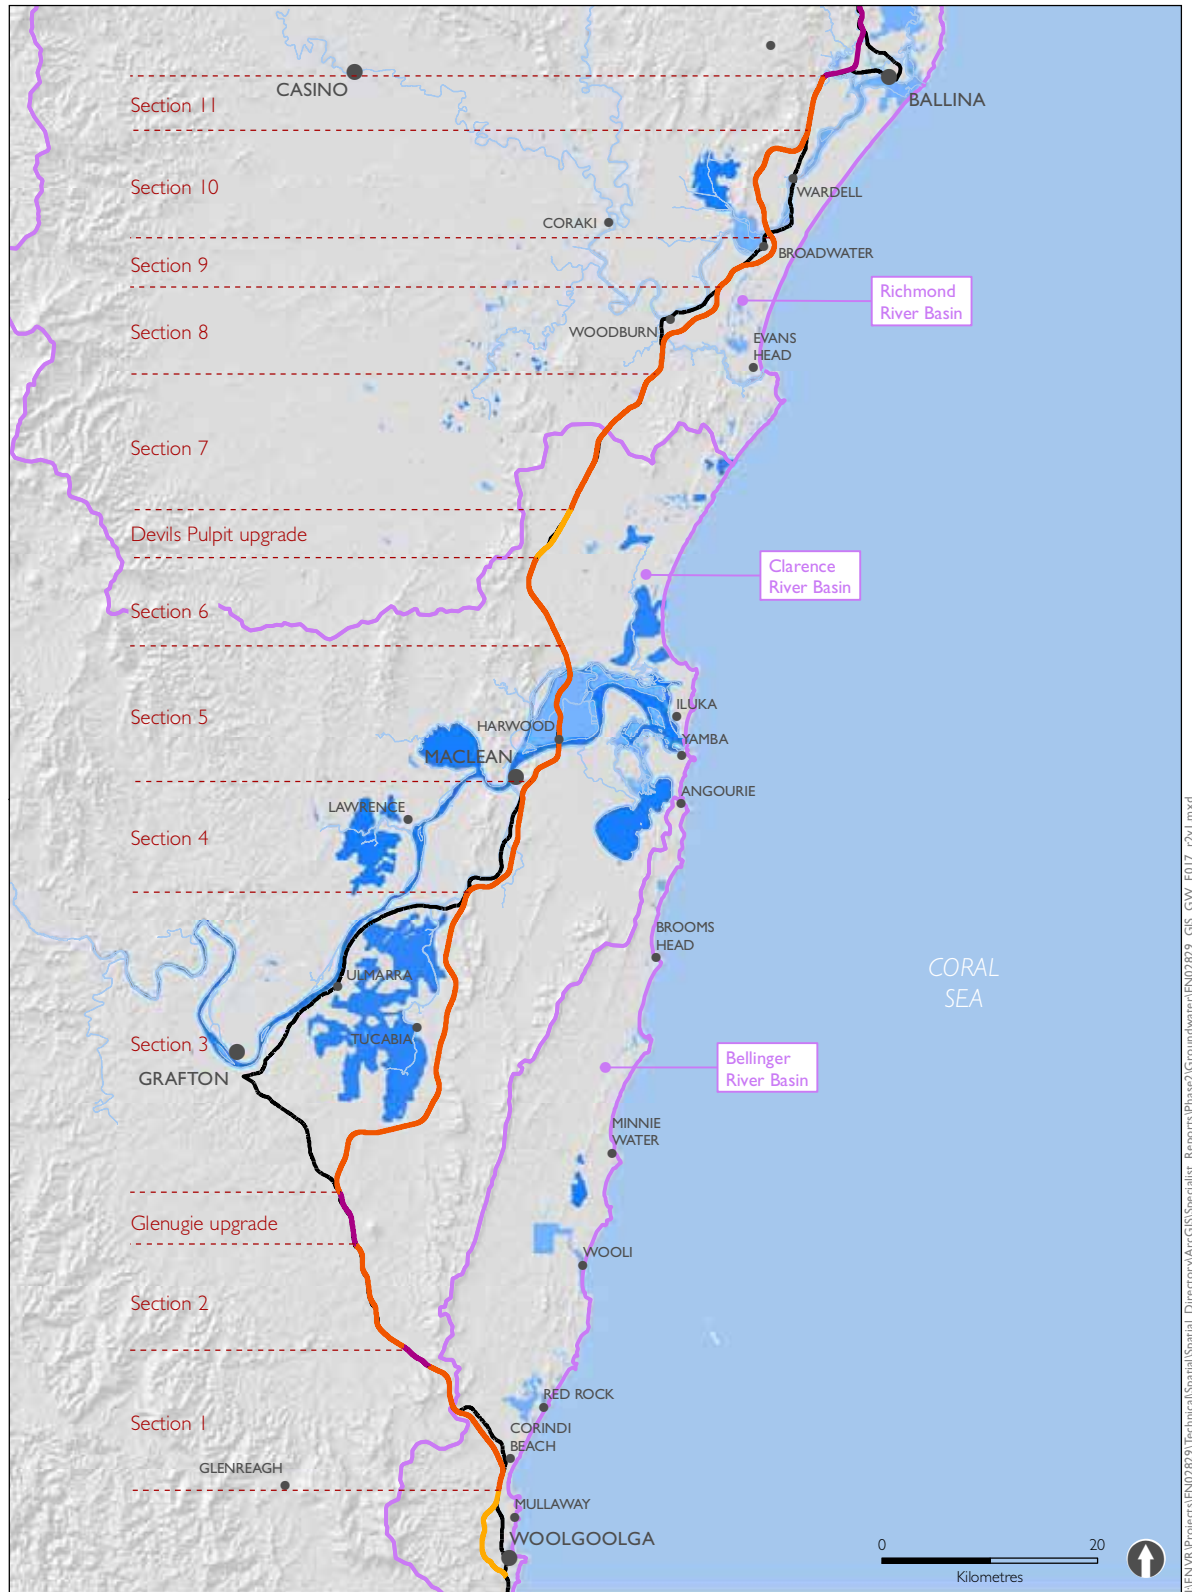 CASINO
Section 11
BALLINA
Section 10
WARDELL
CORAKI
BROADWATER
Section 9
Richmond
River Basin
Section 8
WOODBURN
EVANS
HEAD
Section 7
Devils Pulpit upgrade
Clarence
River Basin
Section 6
ILUKA
Section 5
HARWOOD
YAMBA
MACLEAN
ANGOURIE
LAWRENCE
Section 4
BROOMS
HEAD
CORAL
SEA
ULMARRA
TUCABIA
Section 3
GRAFTON
Bellinger
River Basin
MINNIE
WATER
Glenugie upgrade
WOOLI
Section 2
RED ROCK
Section 1
CORINDI
BEACH
GLENREAGH
MULLAWAY
WOOLGOOLGA
0 20
Kilometres